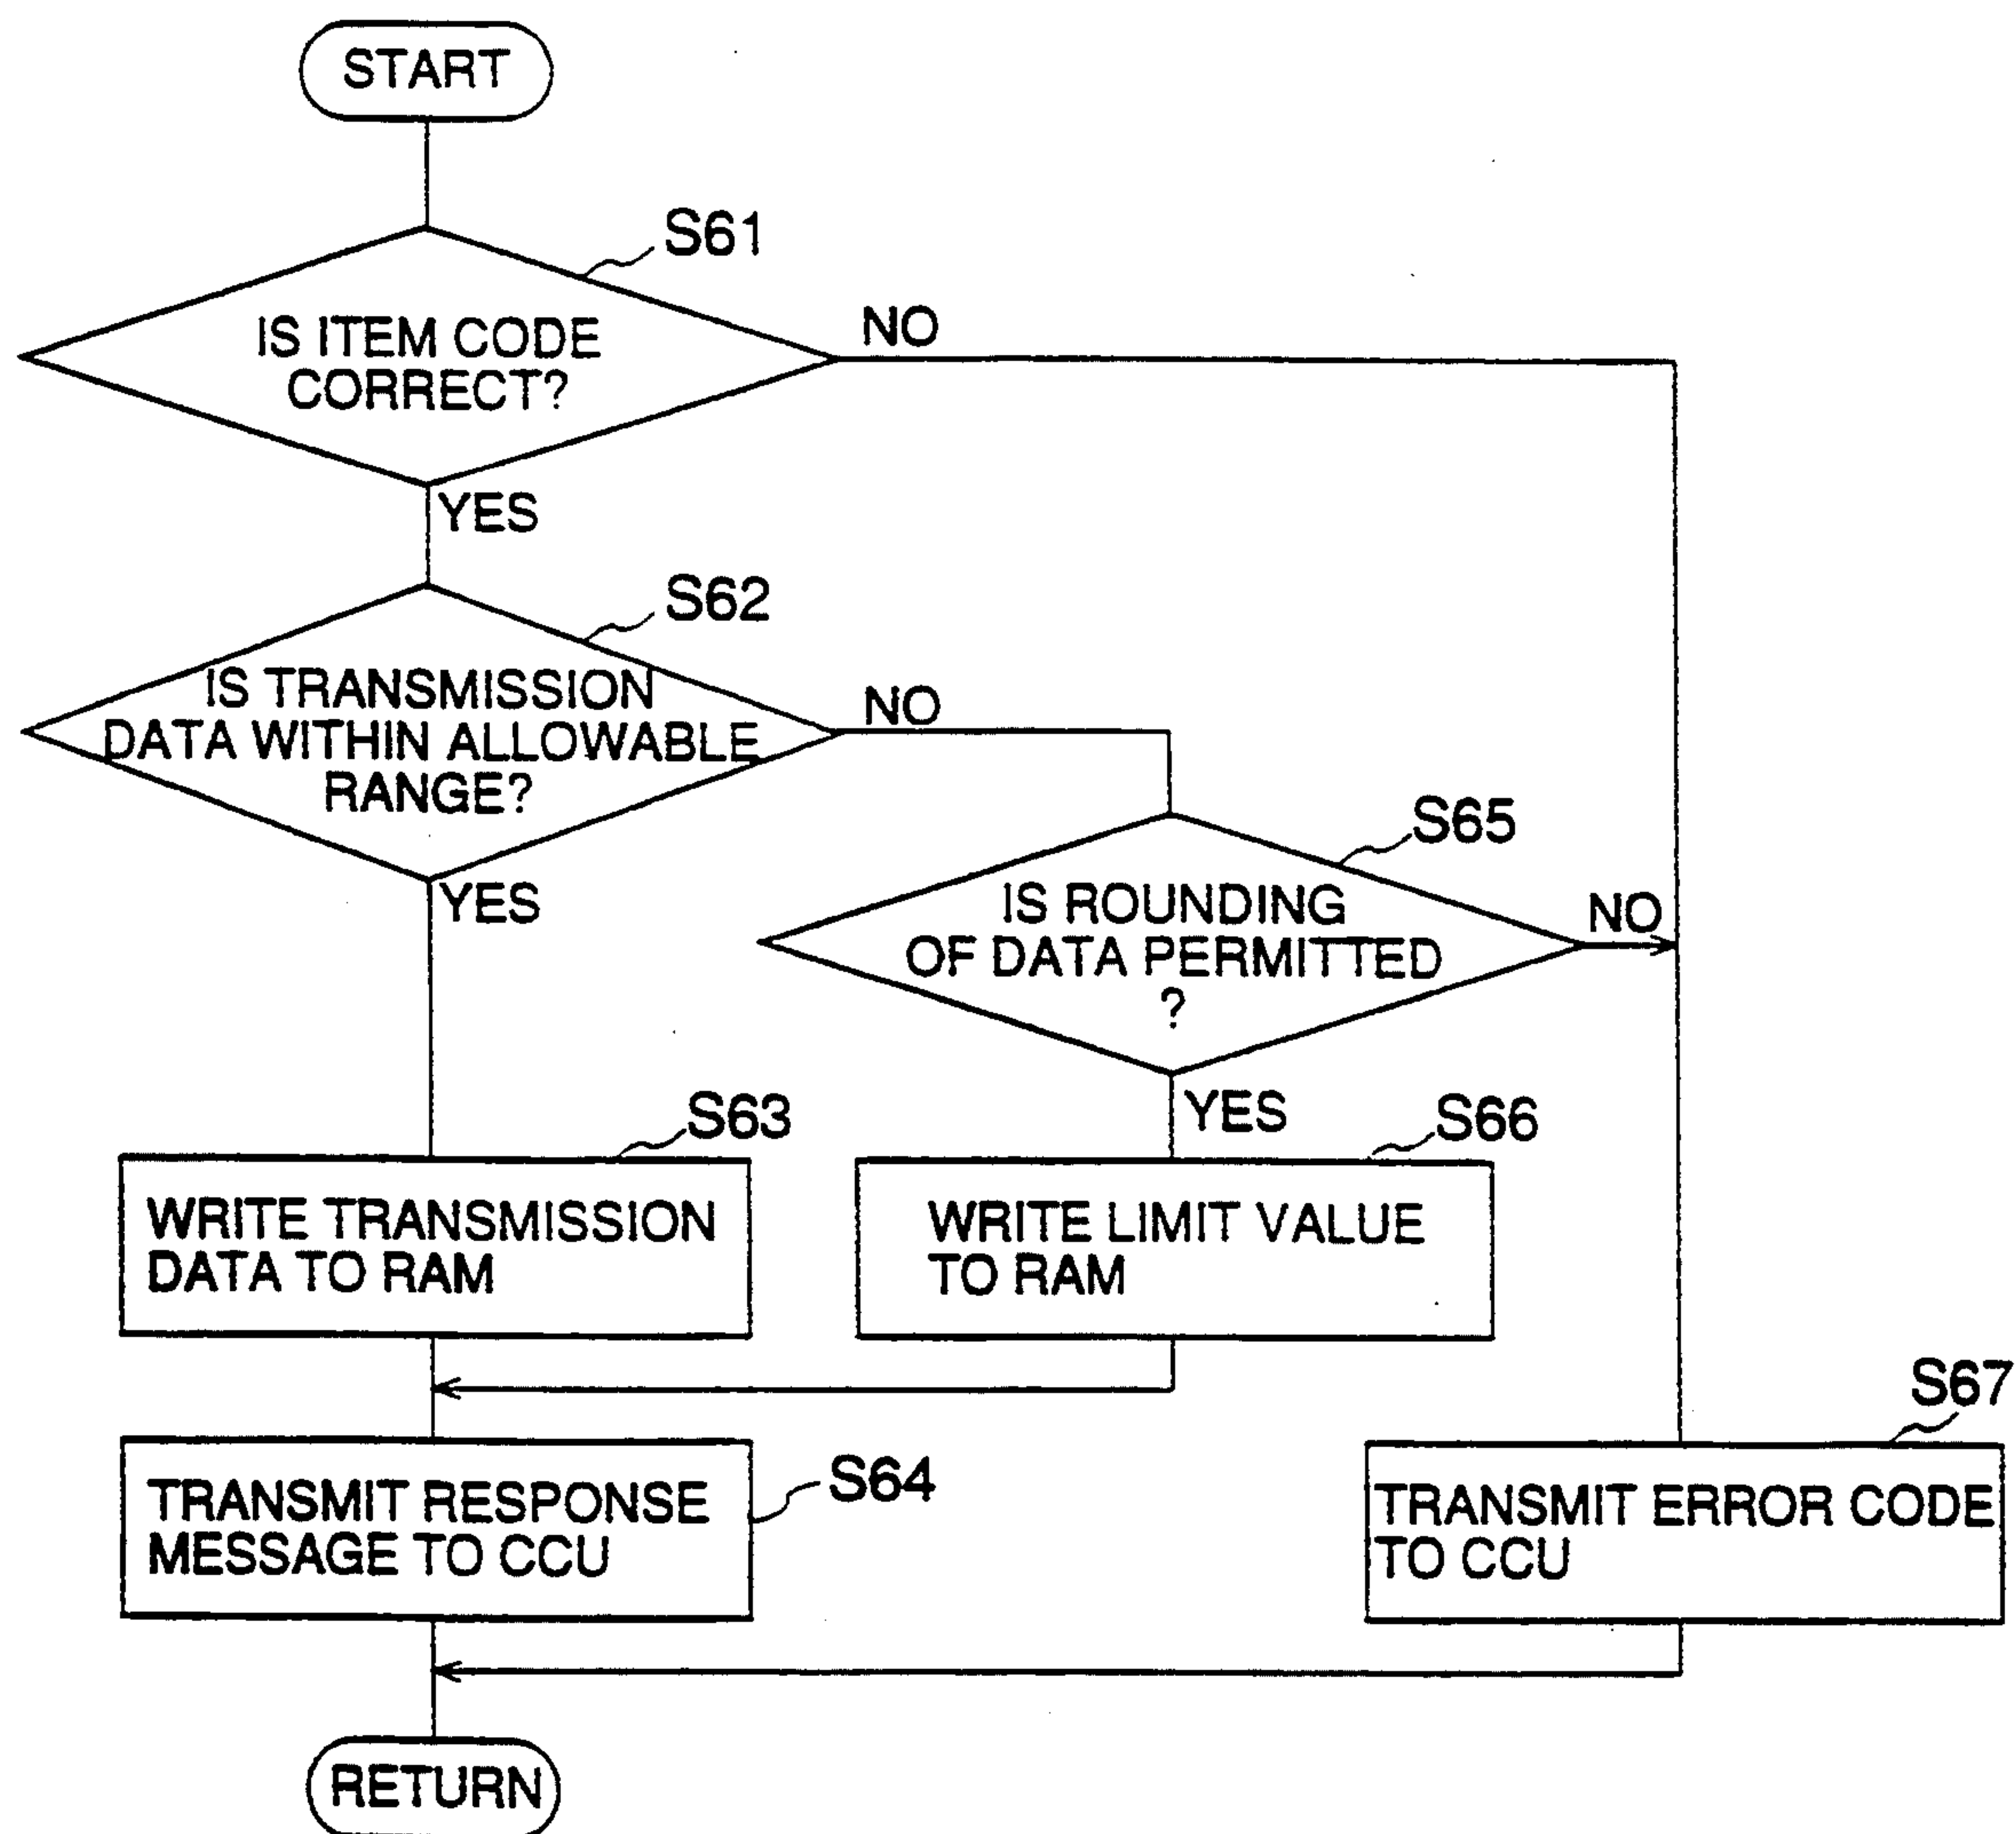 START
S61
IS ITEM CODE
CORRECT?
NO
YES
S62
IS TRANSMISSION
DATA WITHIN ALLOWABLE
RANGE?
NO
YES
S65
IS ROUNDING
OF DATA PERMITTED
?
NO
YES
S63
WRITE TRANSMISSION
DATA TO RAM
S66
WRITE LIMIT VALUE
TO RAM
S64
TRANSMIT RESPONSE
MESSAGE TO CCU
S67
TRANSMIT ERROR CODE
TO CCU
RETURN